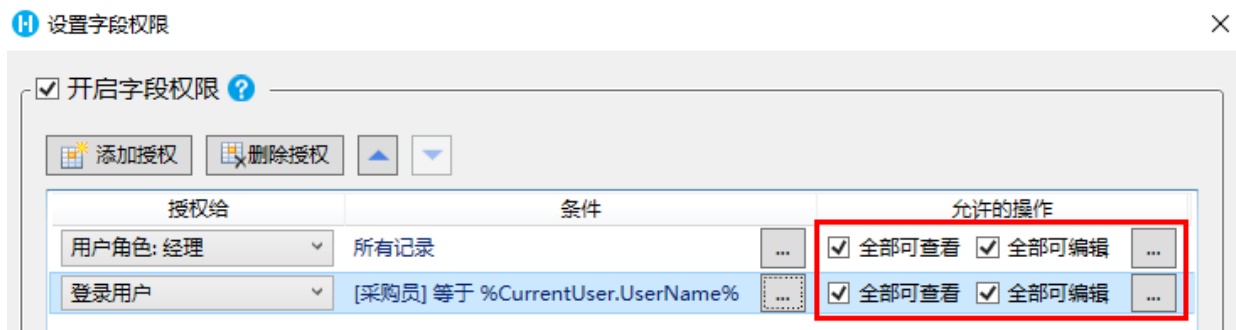 设置字段权限
开启字段权限 ?
添加授权 删除授权
授权给 条件 允许的操作
用户角色: 经理 所有记录 ... 全部可查看 全部可编辑 ...
登录用户 [采购员] 等于 %CurrentUser.UserName% ... 全部可查看 全部可编辑 ...